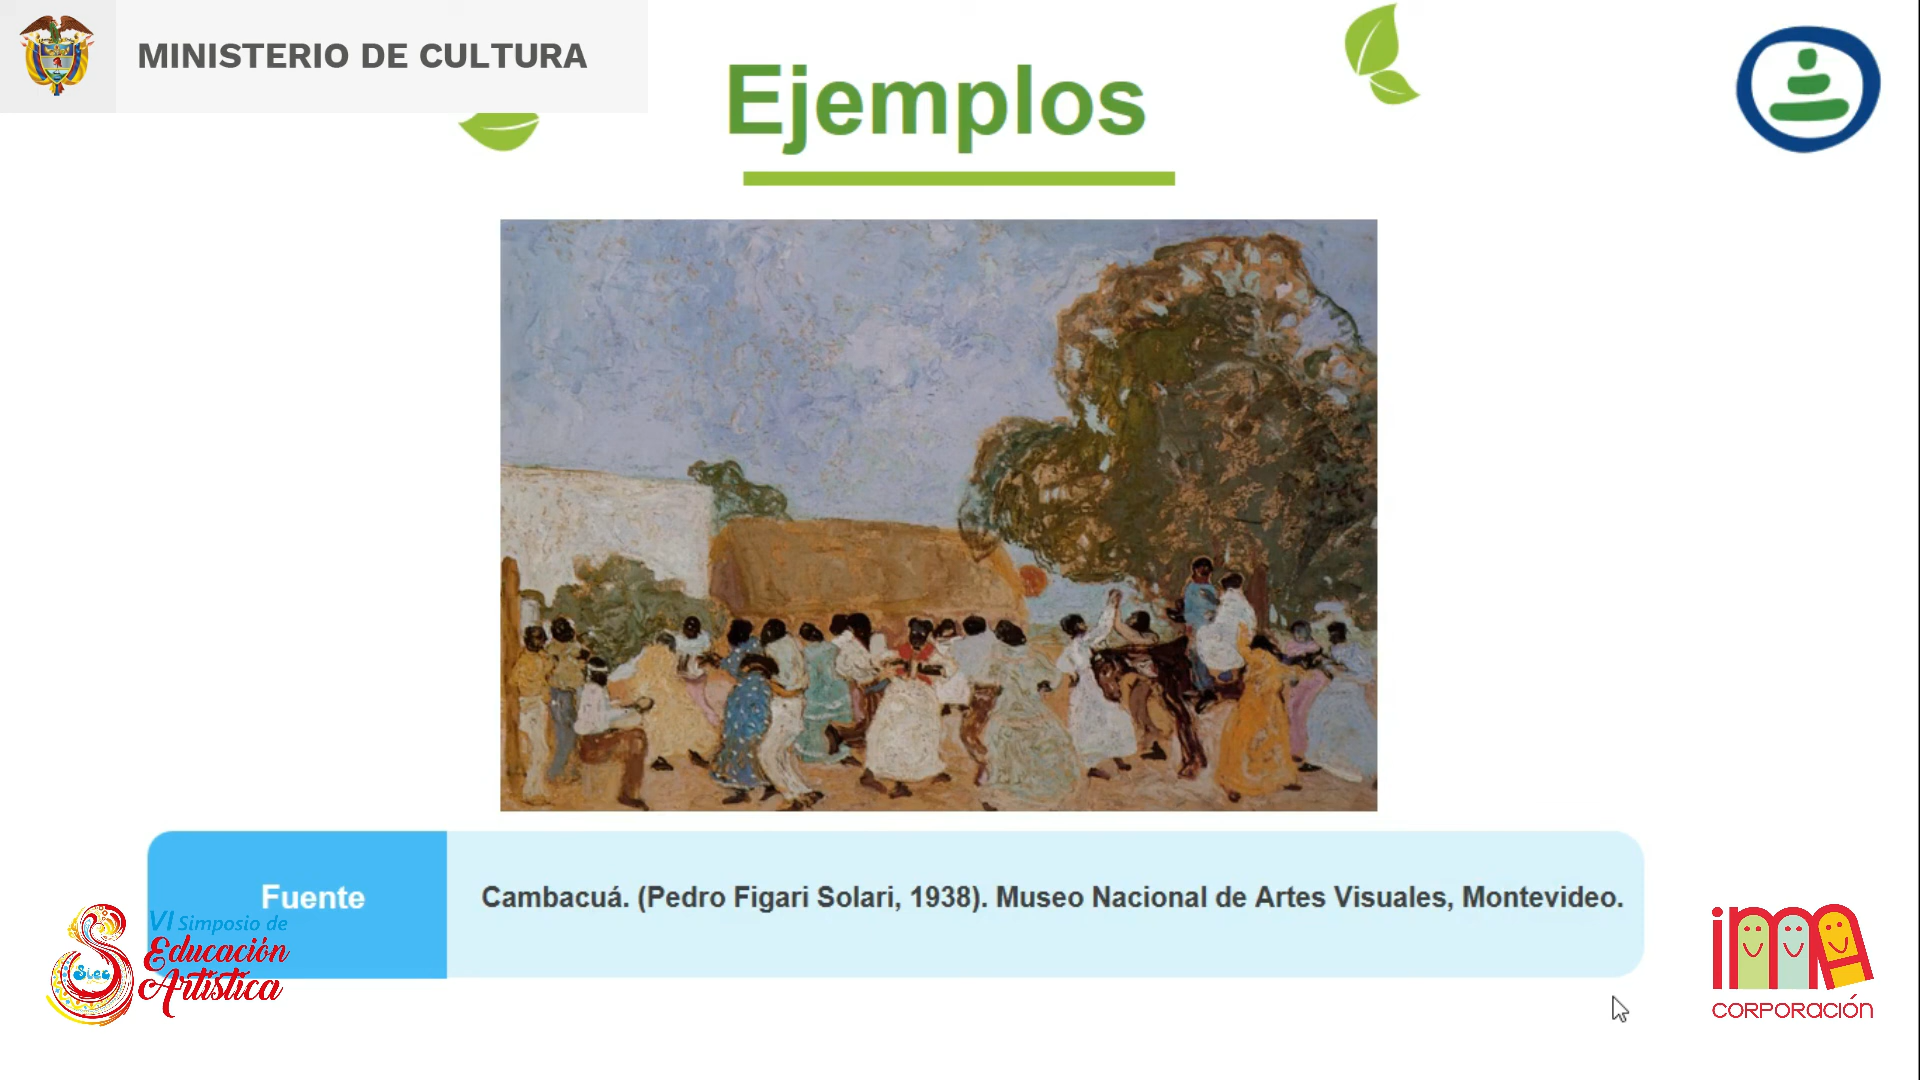 MINISTERIO DE CULTURA
Ejemplos
Fuente
Cambacuá. (Pedro Figari Solari, 1938). Museo Nacional de Artes Visuales, Montevideo.
VI Simposio de
Educación
Artística
Siea
ima
CORPORACIÓN